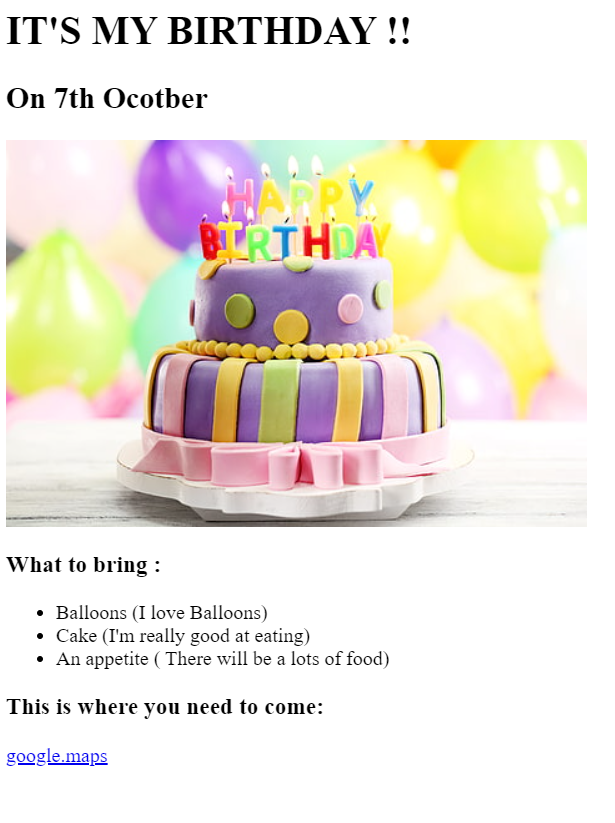 IT'S MY BIRTHDAY !!
On 7th Ocotber
HAPPY
BIRTHDAY
What to bring :
Balloons (I love Balloons)
Cake (I'm really good at eating)
An appetite ( There will be a lots of food)
This is where you need to come:
google.maps